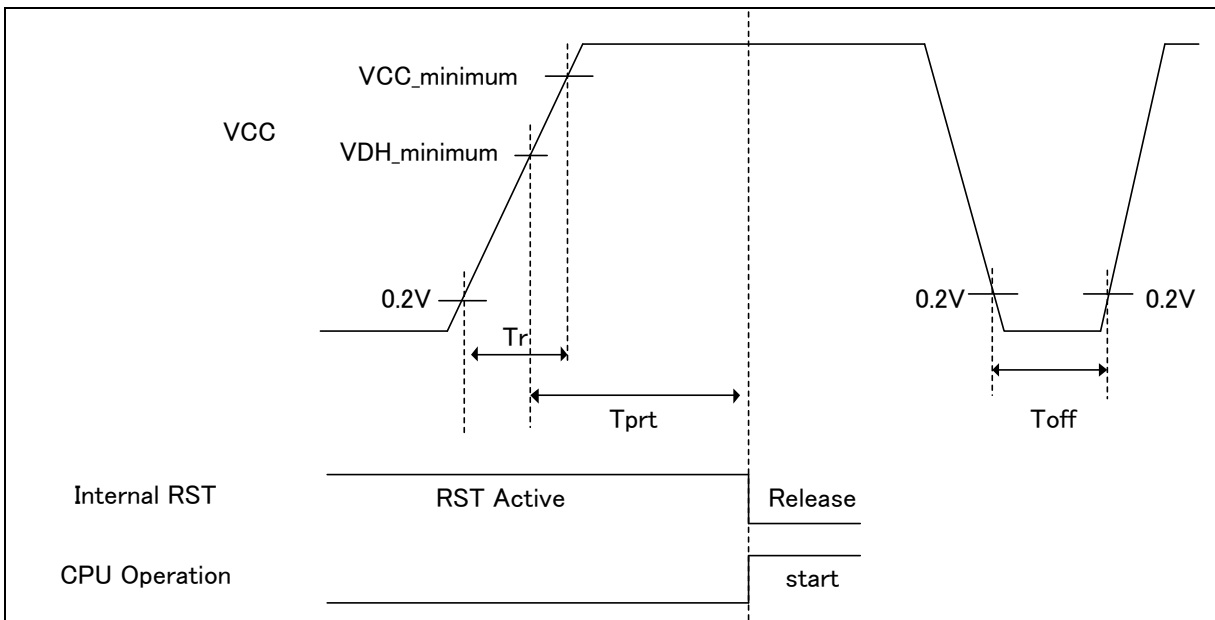 VCC_minimum
VCC
VDH_minimum
0.2V
0.2V
0.2V
Tr
Tprt
Toff
Internal RST
RST Active
Release
CPU Operation
start